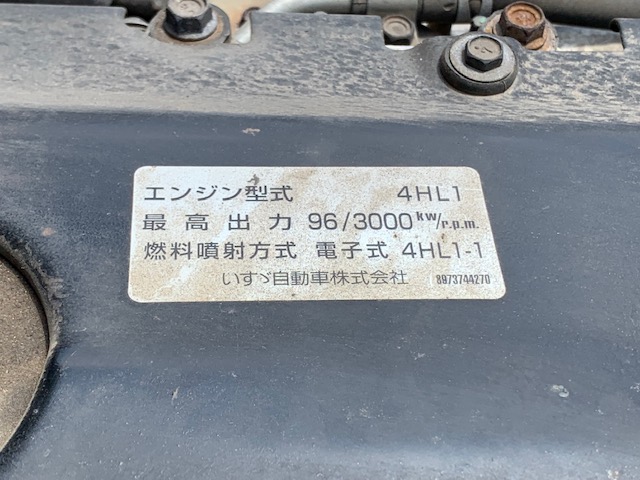 エンジン型式 4HL1
最高出力 96/3000kW/r.p.m.
燃料噴射方式 電子式 4HL1-1
いすゞ自動車株式会社 8973744270